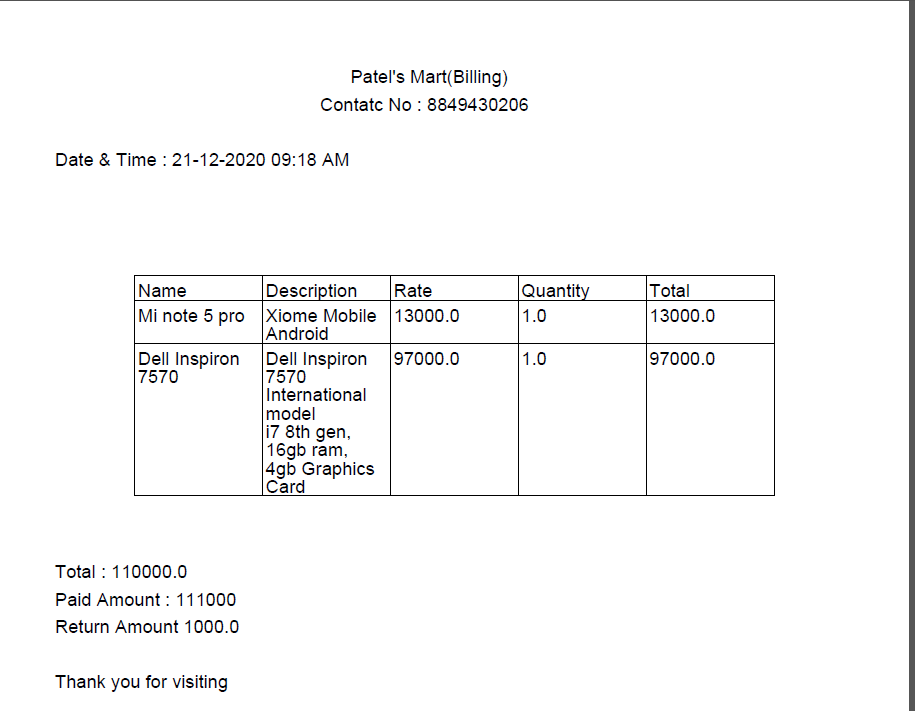 Patel's Mart(Billing)
Contatc No : 8849430206
Date & Time : 21-12-2020 09:18 AM
Name Description Rate Quantity Total
Mi note 5 pro Xiome Mobile 13000.0 1.0 13000.0
Android
Dell Inspiron Dell Inspiron 97000.0 1.0 97000.0
7570 7570
International
model
i7 8th gen,
16gb ram,
4gb Graphics
Card
Total : 110000.0
Paid Amount : 111000
Return Amount 1000.0
Thank you for visiting